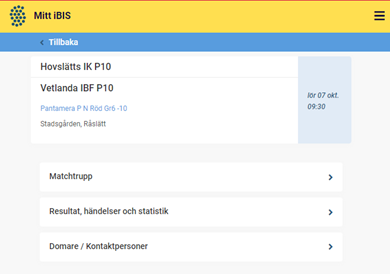 Mitt iBIS
Tillbaka
Hovslätts IK P10
Vetlanda IBF P10
Pantamera P N Röd Gr6 -10
Stadsgården, Råslätt
lör 07 okt.
09:30
Matchtrupp
Resultat, händelser och statistik
Domare / Kontaktpersoner